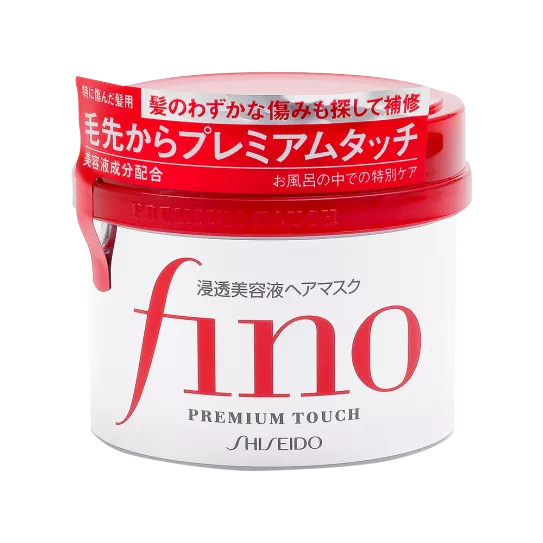 特に傷んだ髪用
髪のわずかな傷みも探して補修
毛先からプレミアムタッチ
美容液成分配合
お風呂の中での特別ケア
PREMIUM TOUCH
浸透美容液ヘアマスク
fino
PREMIUM TOUCH
SHISEIDO